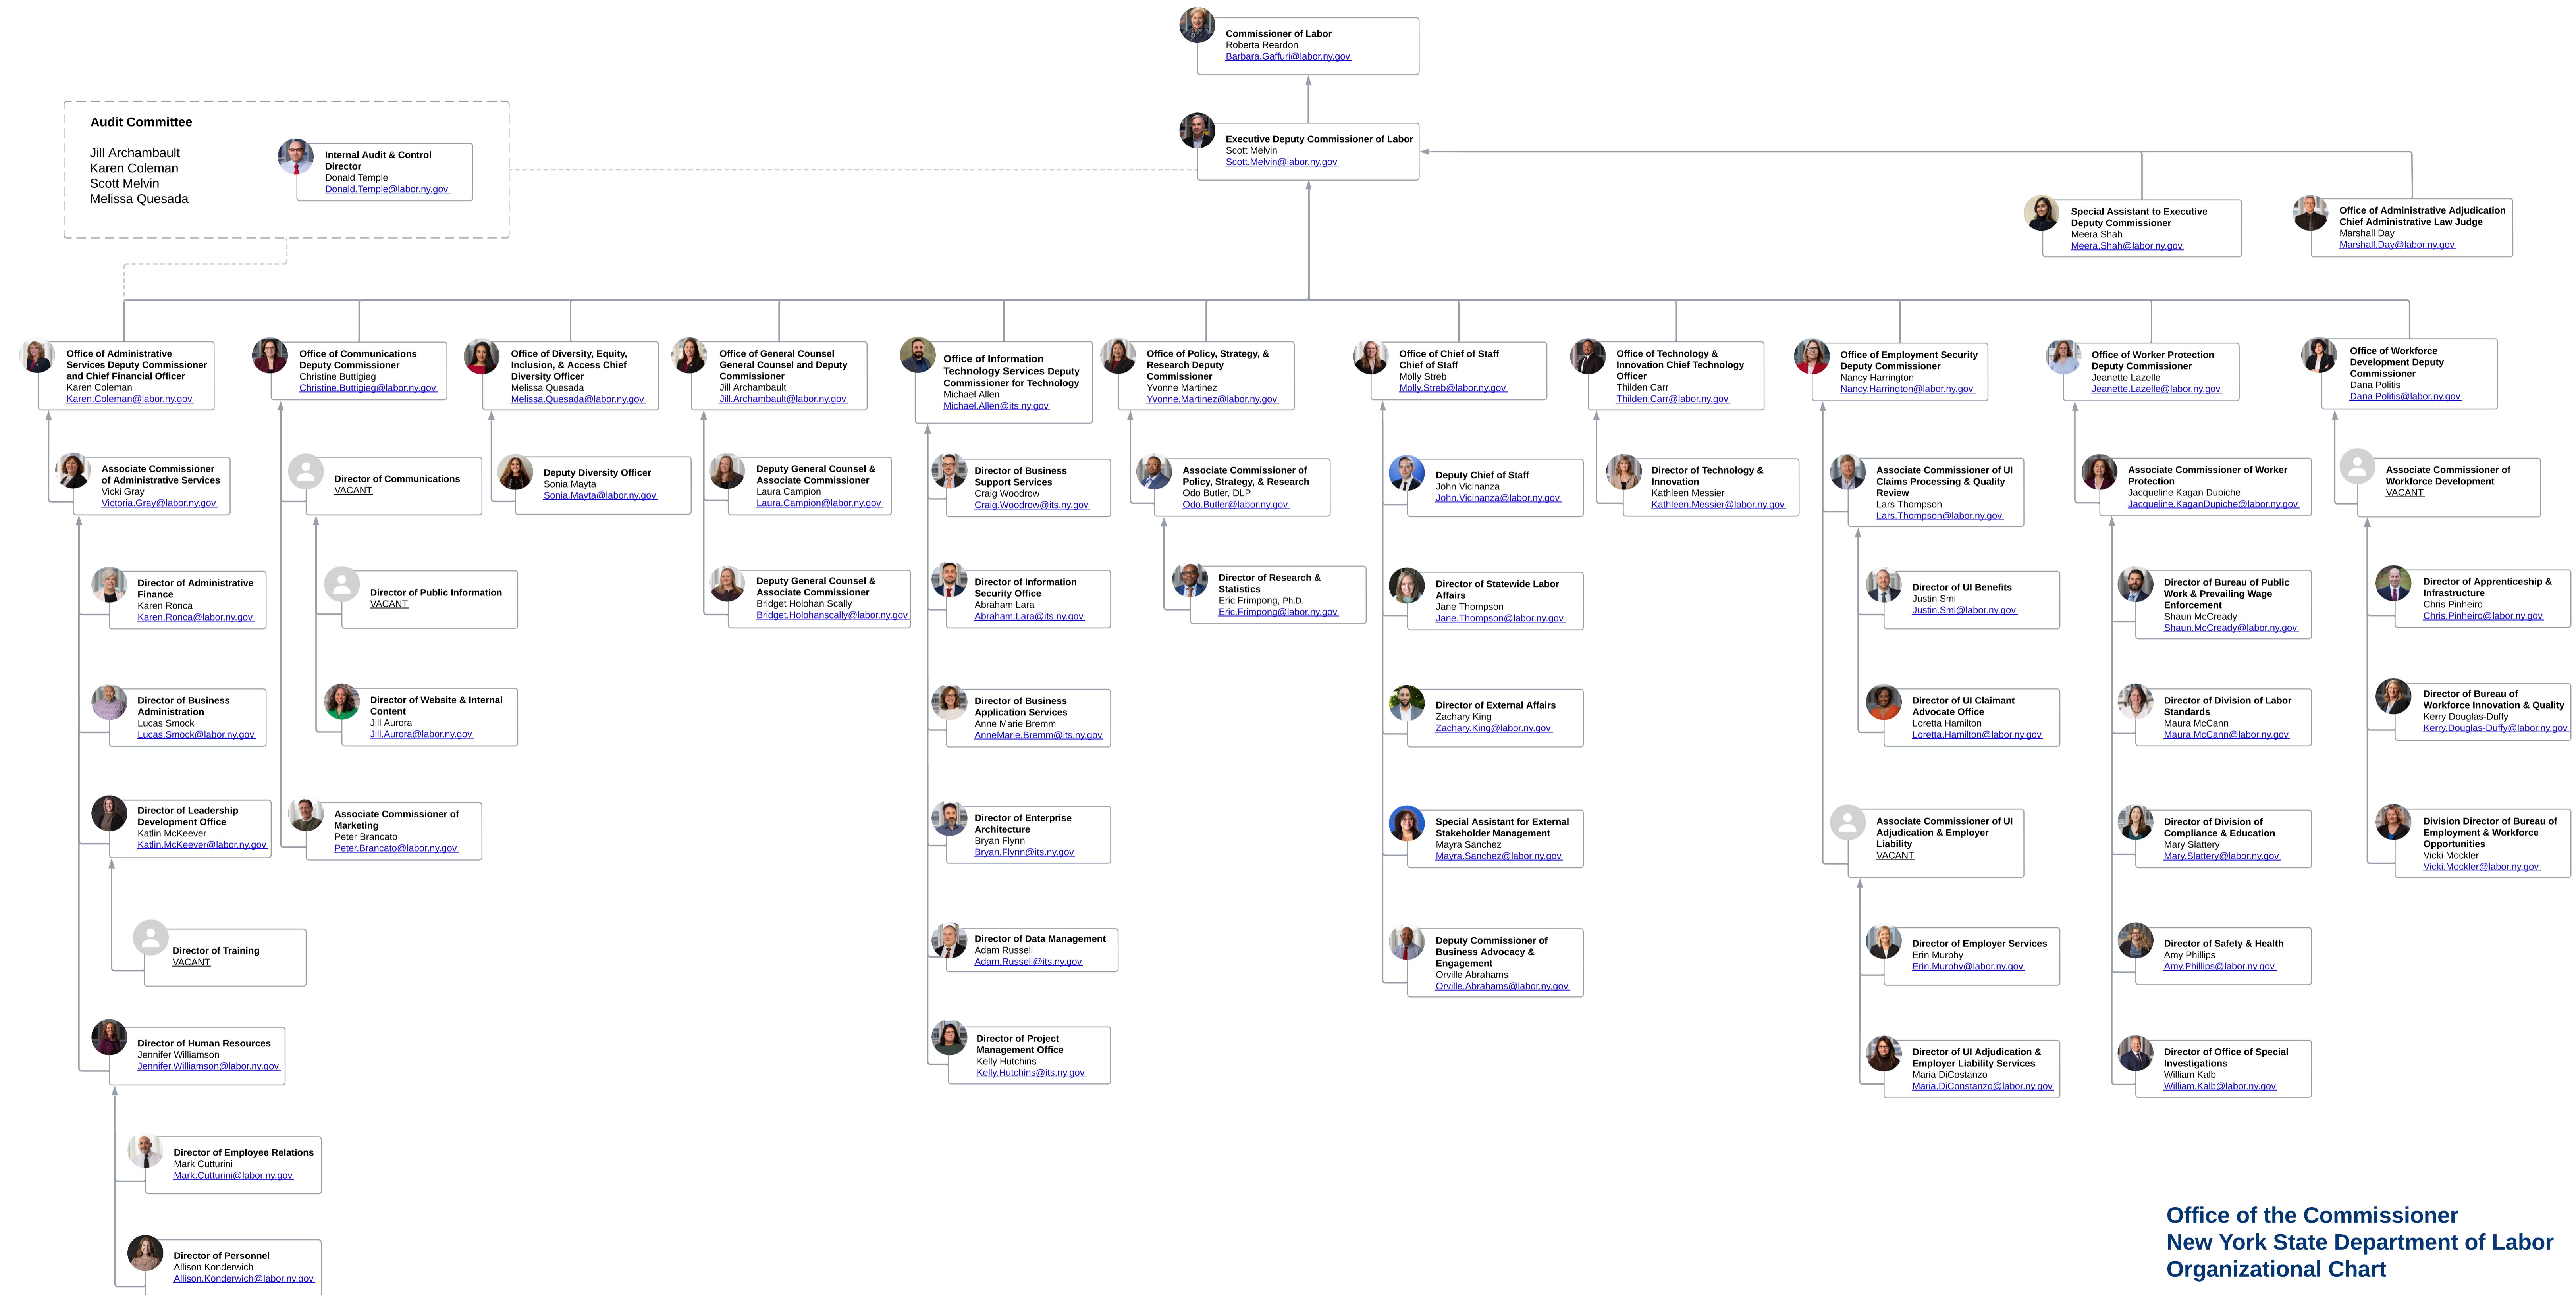 Commissioner of Labor
Roberta Reardon
Barbara.Gaffuri@labor.ny.gov
Audit Committee
Jill Archambault
Karen Coleman
Scott Melvin
Melissa Quesada
Internal Audit & Control
Director
Donald Temple
Donald.Temple@labor.ny.gov
Executive Deputy Commissioner of Labor
Scott Melvin
Scott.Melvin@labor.ny.gov
Special Assistant to Executive
Deputy Commissioner
Meera Shah
Meera.Shah@labor.ny.gov
Office of Administrative Adjudication
Chief Administrative Law Judge
Marshall Day
Marshall.Day@labor.ny.gov
Office of Administrative
Services Deputy Commissioner
and Chief Financial Officer
Karen Coleman
Karen.Coleman@labor.ny.gov
Associate Commissioner
of Administrative Services
Vicki Gray
Victoria.Gray@labor.ny.gov
Director of Administrative
Finance
Karen Ronca
Karen.Ronca@labor.ny.gov
Director of Business
Administration
Lucas Smock
Lucas.Smock@labor.ny.gov
Director of Leadership
Development Office
Katlin McKeever
Katlin.McKeever@labor.ny.gov
Director of Training
VACANT
Director of Human Resources
Jennifer Williamson
Jennifer.Williamson@labor.ny.gov
Director of Employee Relations
Mark Cutturini
Mark.Cutturini@labor.ny.gov
Director of Personnel
Allison Konderwich
Allison.Konderwich@labor.ny.gov
Office of Communications
Deputy Commissioner
Christine Buttigieg
Christine.Buttigieg@labor.ny.gov
Director of Communications
VACANT
Director of Public Information
VACANT
Director of Website & Internal
Content
Jill Aurora
Jill.Aurora@labor.ny.gov
Associate Commissioner of
Marketing
Peter Brancato
Peter.Brancato@labor.ny.gov
Office of Diversity, Equity,
Inclusion, & Access Chief
Diversity Officer
Melissa Quesada
Melissa.Quesada@labor.ny.gov
Deputy Diversity Officer
Sonia Mayta
Sonia.Mayta@labor.ny.gov
Office of General Counsel
General Counsel and Deputy
Commissioner
Jill Archambault
Jill.Archambault@labor.ny.gov
Deputy General Counsel &
Associate Commissioner
Laura Campion
Laura.Campion@labor.ny.gov
Deputy General Counsel &
Associate Commissioner
Bridget Holohan Scally
Bridget.Holohanscally@labor.ny.gov
Office of Information
Technology Services Deputy
Commissioner for Technology
Michael Allen
Michael.Allen@its.ny.gov
Director of Business
Support Services
Craig Woodrow
Craig.Woodrow@its.ny.gov
Director of Information
Security Office
Abraham Lara
Abraham.Lara@its.ny.gov
Director of Business
Application Services
Anne Marie Bremm
AnneMarie.Bremm@its.ny.gov
Director of Enterprise
Architecture
Bryan Flynn
Bryan.Flynn@its.ny.gov
Director of Data Management
Adam Russell
Adam.Russell@its.ny.gov
Director of Project
Management Office
Kelly Hutchins
Kelly.Hutchins@its.ny.gov
Office of Policy, Strategy, &
Research Deputy
Commissioner
Yvonne Martinez
Yvonne.Martinez@labor.ny.gov
Associate Commissioner of
Policy, Strategy, & Research
Odo Butler, DLP
Odo.Butler@labor.ny.gov
Director of Research &
Statistics
Eric Frimpong, Ph.D.
Eric.Frimpong@labor.ny.gov
Office of Chief of Staff
Chief of Staff
Molly Streb
Molly.Streb@labor.ny.gov
Deputy Chief of Staff
John Vicinanza
John.Vicinanza@labor.ny.gov
Director of Statewide Labor
Affairs
Jane Thompson
Jane.Thompson@labor.ny.gov
Director of External Affairs
Zachary King
Zachary.King@labor.ny.gov
Special Assistant for External
Stakeholder Management
Mayra Sanchez
Mayra.Sanchez@labor.ny.gov
Deputy Commissioner of
Business Advocacy &
Engagement
Orville Abrahams
Orville.Abrahams@labor.ny.gov
Office of Technology &
Innovation Chief Technology
Officer
Thilden Carr
Thilden.Carr@labor.ny.gov
Director of Technology &
Innovation
Kathleen Messier
Kathleen.Messier@labor.ny.gov
Office of Employment Security
Deputy Commissioner
Nancy Harrington
Nancy.Harrington@labor.ny.gov
Associate Commissioner of UI
Claims Processing & Quality
Review
Lars Thompson
Lars.Thompson@labor.ny.gov
Director of UI Benefits
Justin Smi
Justin.Smi@labor.ny.gov
Director of UI Claimant
Advocate Office
Loretta Hamilton
Loretta.Hamilton@labor.ny.gov
Associate Commissioner of UI
Adjudication & Employer
Liability
VACANT
Director of Employer Services
Erin Murphy
Erin.Murphy@labor.ny.gov
Director of UI Adjudication &
Employer Liability Services
Maria DiCostanzo
Maria.DiConstanzo@labor.ny.gov
Office of Worker Protection
Deputy Commissioner
Jeanette Lazelle
Jeanette.Lazelle@labor.ny.gov
Associate Commissioner of Worker
Protection
Jacqueline Kagan Dupiche
Jacqueline.KaganDupiche@labor.ny.gov
Director of Bureau of Public
Work & Prevailing Wage
Enforcement
Shaun McCready
Shaun.McCready@labor.ny.gov
Director of Division of Labor
Standards
Maura McCann
Maura.McCann@labor.ny.gov
Director of Division of
Compliance & Education
Mary Slattery
Mary.Slattery@labor.ny.gov
Director of Safety & Health
Amy Phillips
Amy.Phillips@labor.ny.gov
Director of Office of Special
Investigations
William Kalb
William.Kalb@labor.ny.gov
Office of Workforce
Development Deputy
Commissioner
Dana Politis
Dana.Politis@labor.ny.gov
Associate Commissioner of
Workforce Development
VACANT
Director of Apprenticeship &
Infrastructure
Chris Pinheiro
Chris.Pinheiro@labor.ny.gov
Director of Bureau of
Workforce Innovation & Quality
Kerry Douglas-Duffy
Kerry.Douglas-Duffy@labor.ny.gov
Division Director of Bureau of
Employment & Workforce
Opportunities
Vicki Mockler
Vicki.Mockler@labor.ny.gov
Office of the Commissioner
New York State Department of Labor
Organizational Chart